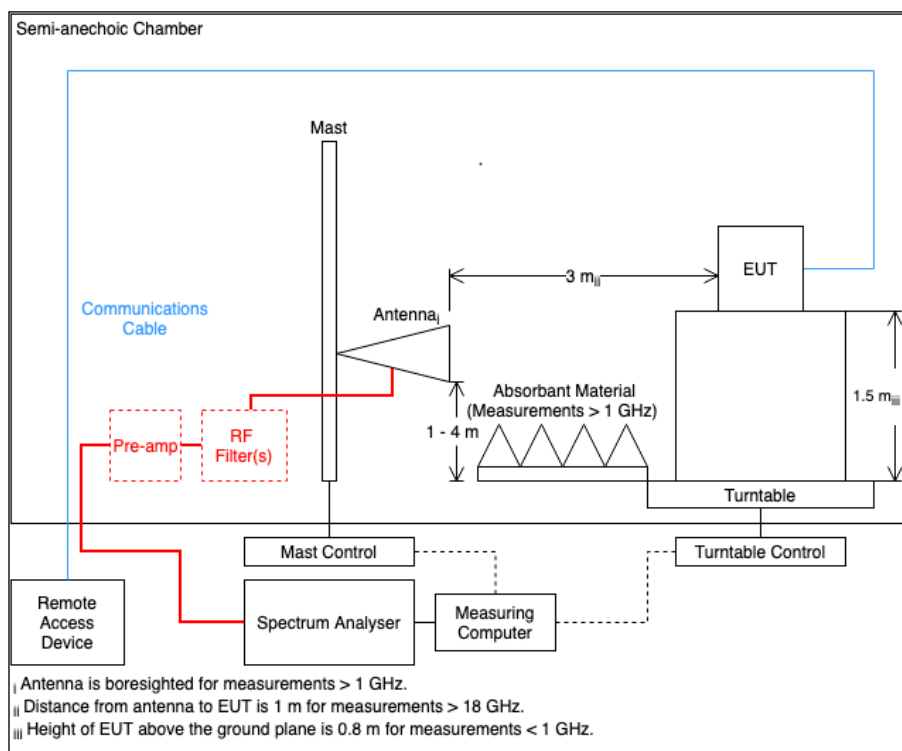 Semi-anechoic Chamber
Mast
EUT
3 mii
Communications
Cable
Antennai
Absorbant Material
(Measurements > 1 GHz)
1.5 miii
1 - 4 m
Pre-amp
RF
Filter(s)
Turntable
Mast Control
Turntable Control
Remote
Access
Device
Spectrum Analyser
Measuring
Computer
i Antenna is boresighted for measurements > 1 GHz.
ii Distance from antenna to EUT is 1 m for measurements > 18 GHz.
iii Height of EUT above the ground plane is 0.8 m for measurements < 1 GHz.